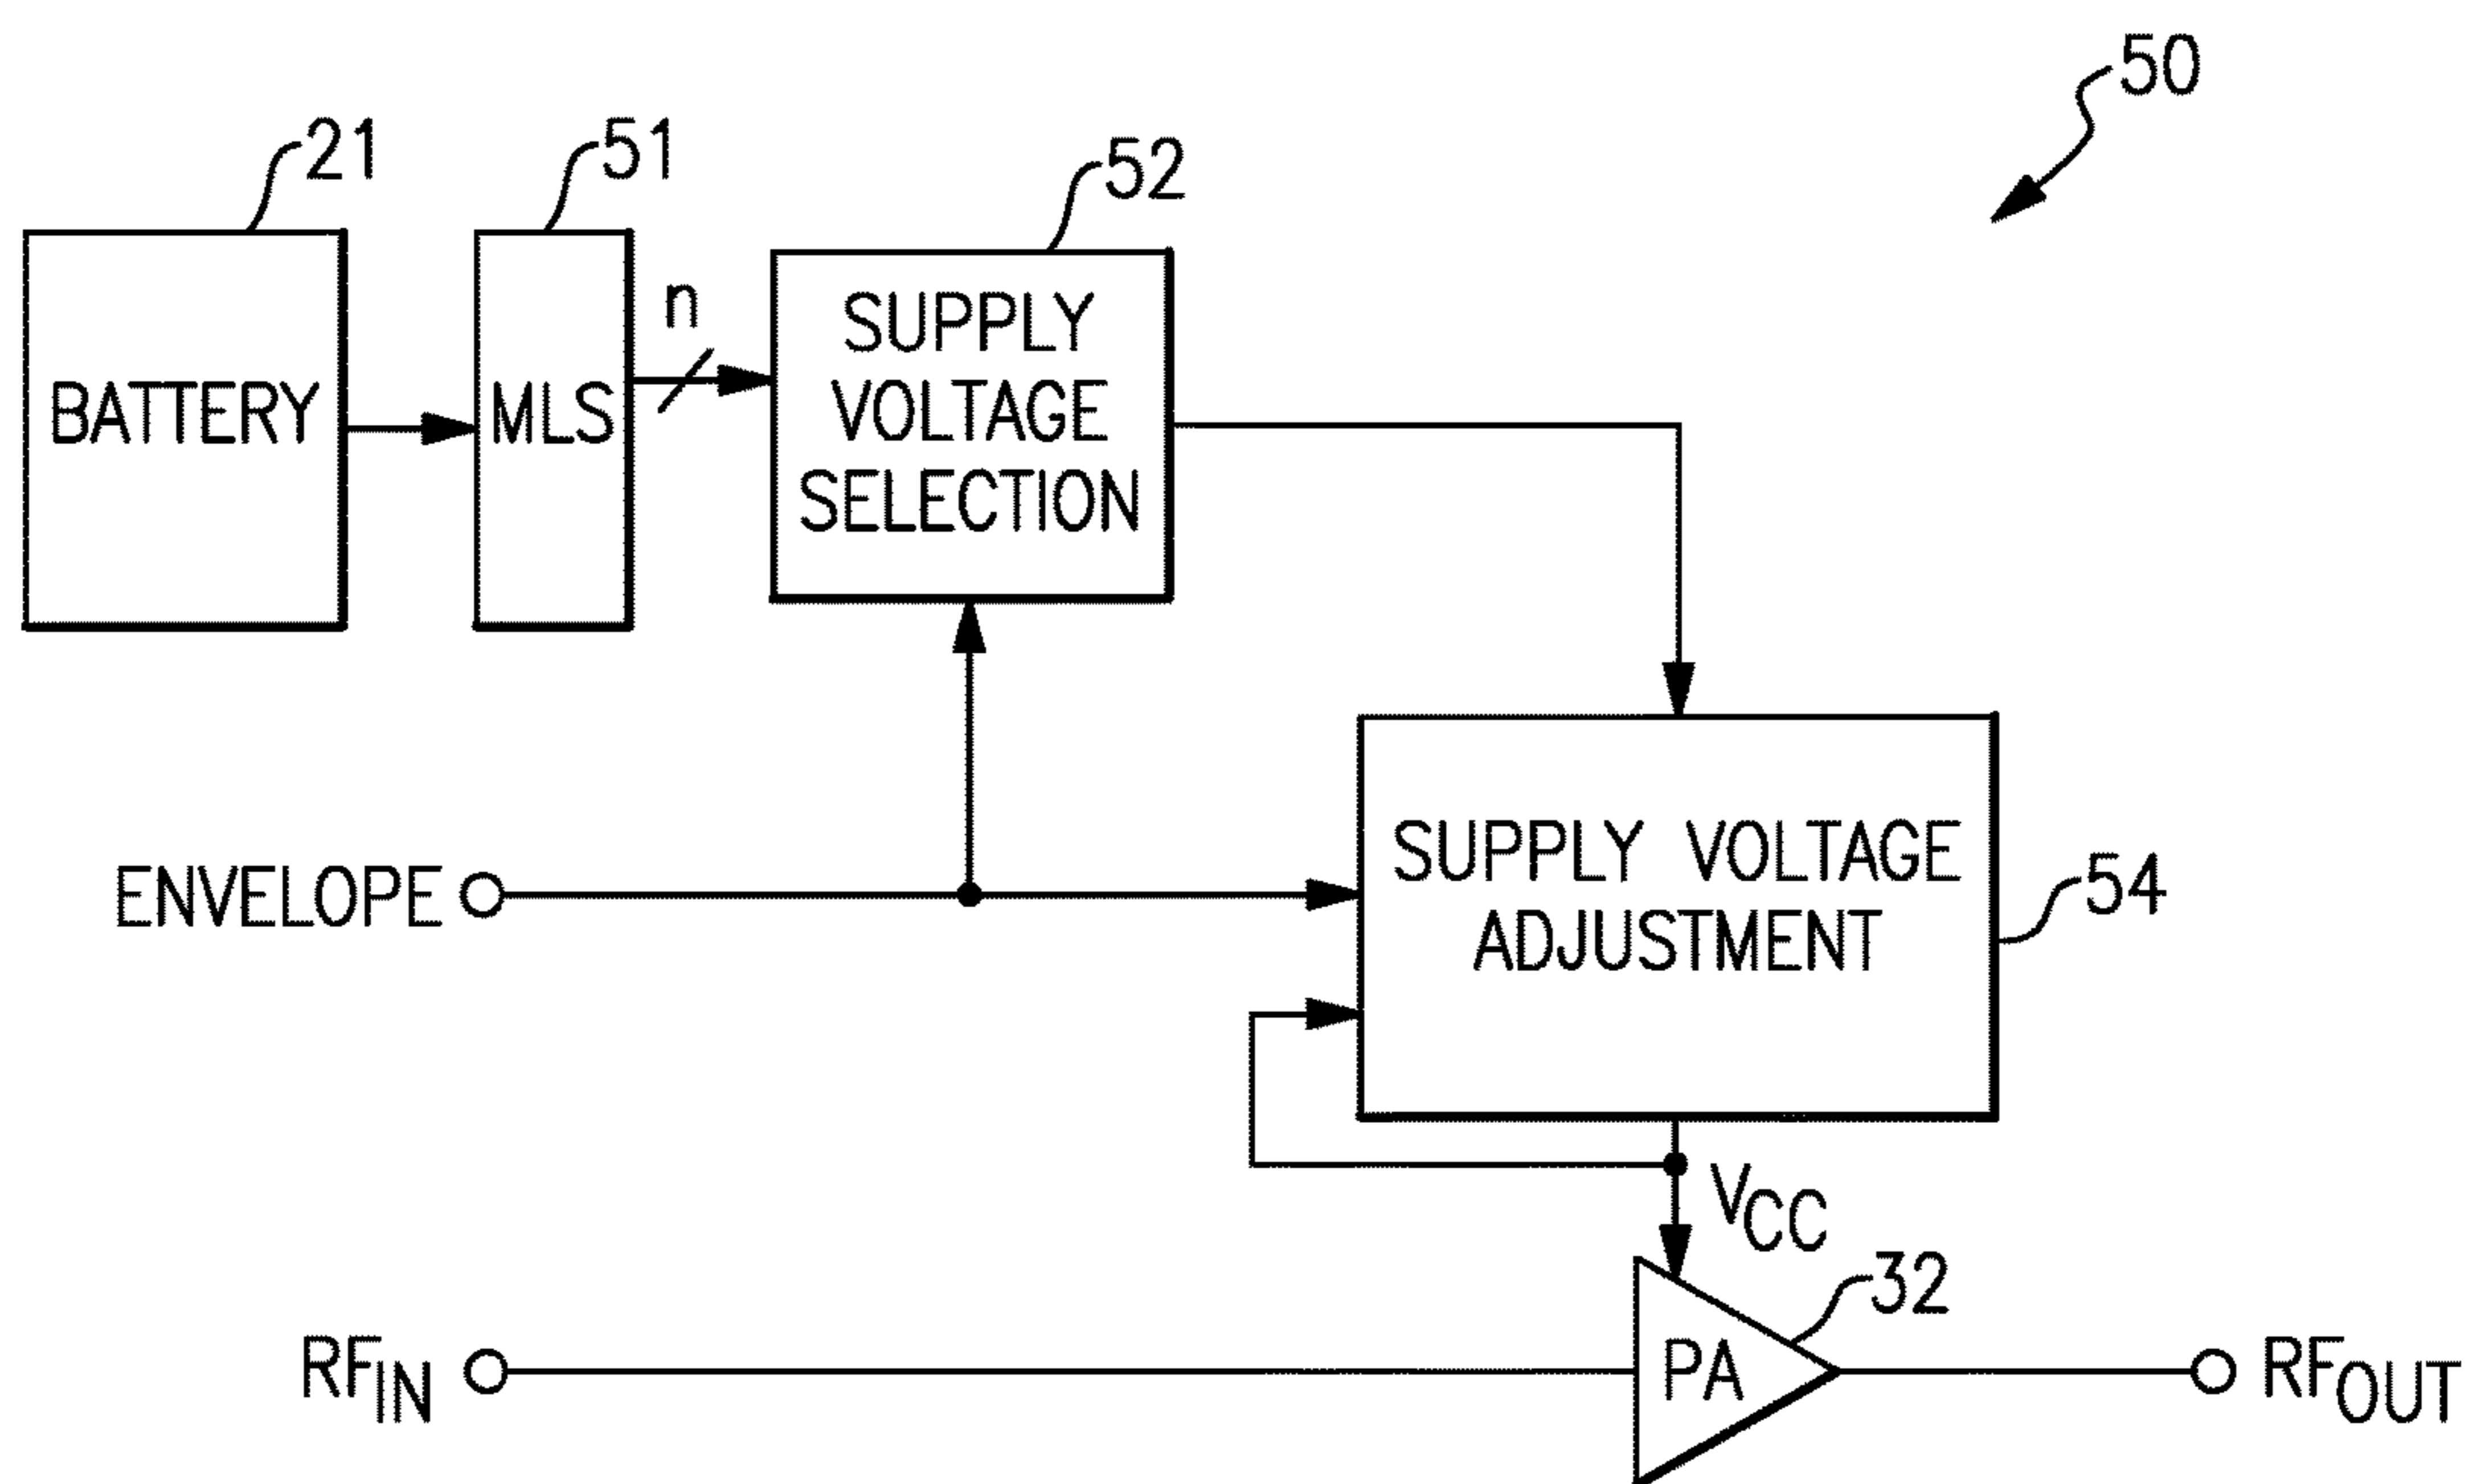 50
21
51
52
n
SUPPLY
VOLTAGE
SELECTION
BATTERY
MLS
SUPPLY VOLTAGE
ADJUSTMENT
54
ENVELOPE
VCC
32
RFIN
PA
RFOUT